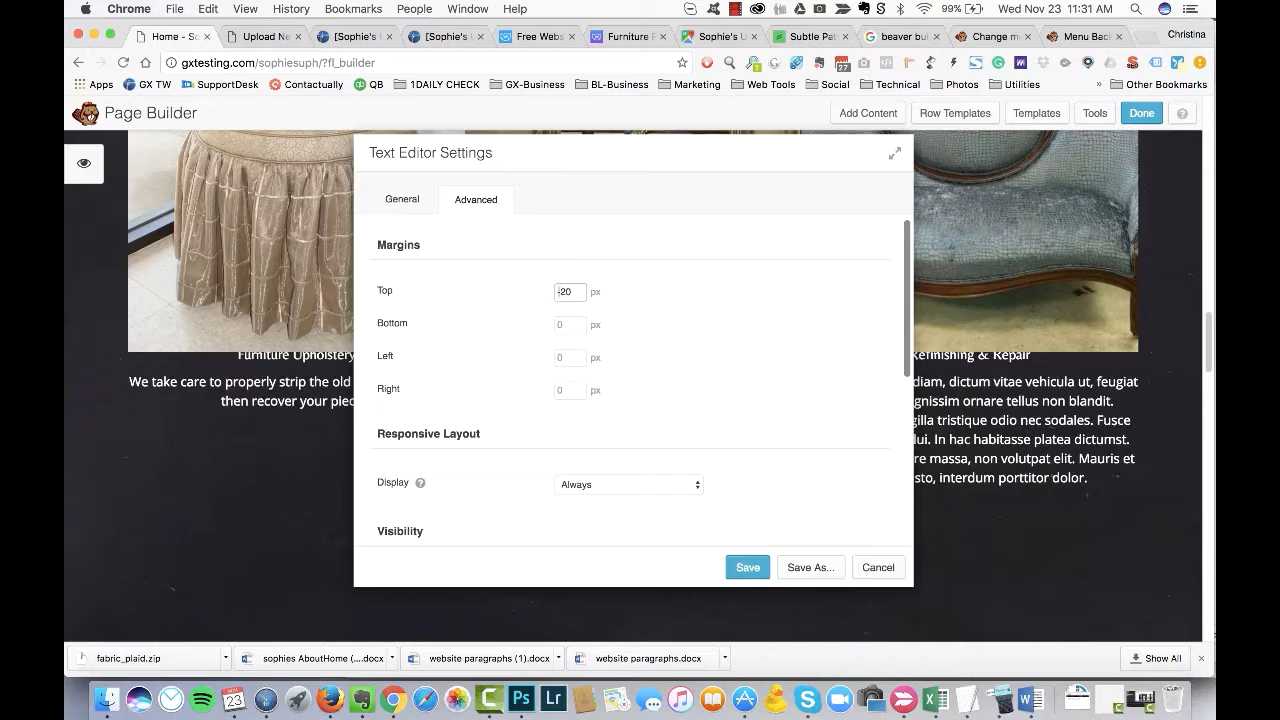 Chrome File Edit View History Bookmarks People Window Help 99% Wed Nov 23 11:31 AM
Home - S Upload Ne [Sophie's [Sophie's Free Webs Furniture F Sophie's U Subtle Pat beaver bui Change m Menu Bac Christina
gxtesting.com/sophiesuph/?fl_builder
Apps GX TW SupportDesk Contactually QB 1DAILY CHECK GX-Business BL-Business Marketing Web Tools Social Technical Photos Utilities » Other Bookmarks
Page Builder Add Content Row Templates Templates Tools Done ?
Text Editor Settings
General Advanced
Margins
Top -20 px
Bottom 0 px
Left 0 px
Right 0 px
Responsive Layout
Display ? Always
Visibility
Save Save As... Cancel
Furniture Upholstery Refinishing & Repair
We take care to properly strip the old diam, dictum vitae vehicula ut, feugiat
then recover your piec gnissim ornare tellus non blandit.
gilla tristique odio nec sodales. Fusce
lui. In hac habitasse platea dictumst.
re massa, non volutpat elit. Mauris et
sto, interdum porttitor dolor.
fabric_plaid.zip sophies AboutHome (....docx website paragraphs (1).docx website paragraphs.docx Show All